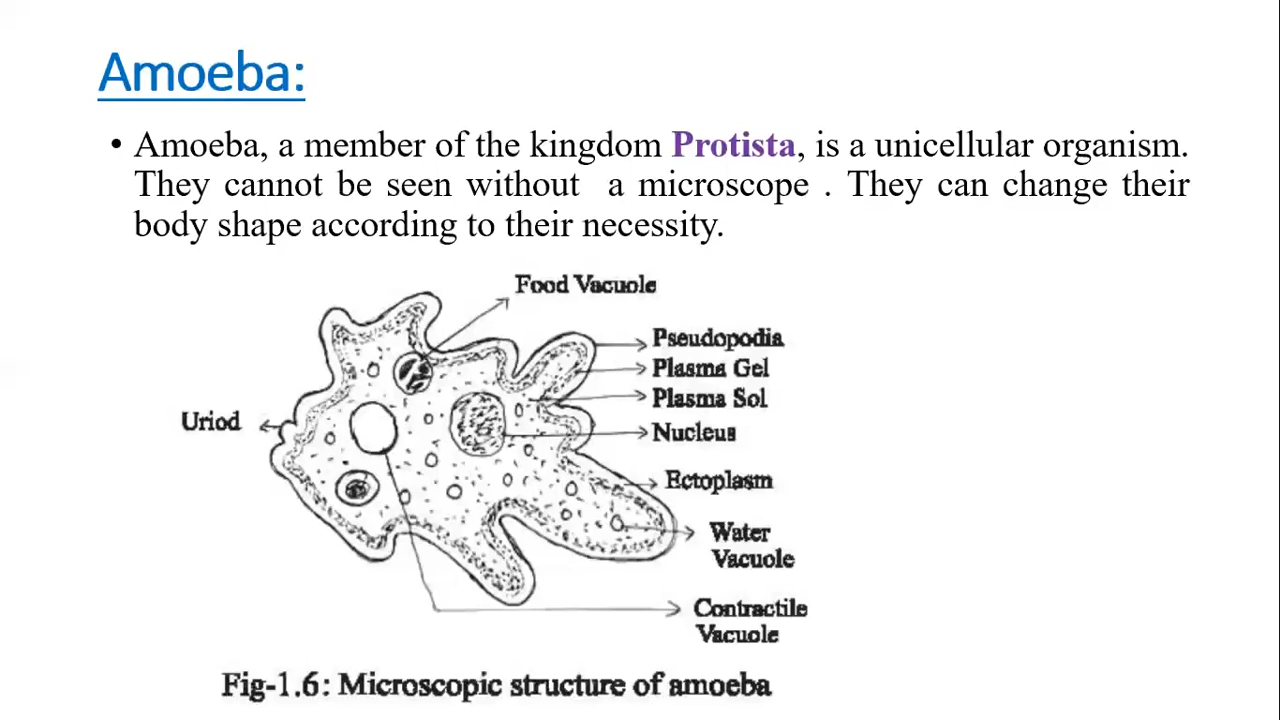 Amoeba:
• Amoeba, a member of the kingdom Protista, is a unicellular organism.
They cannot be seen without a microscope . They can change their
body shape according to their necessity.
Food Vacuole
Pseudopodia
Plasma Gel
Plasma Sol
Uriod
Nucleus
Ectoplasm
Water
Vacuole
Contractile
Vacuole
Fig-1.6: Microscopic structure of amoeba